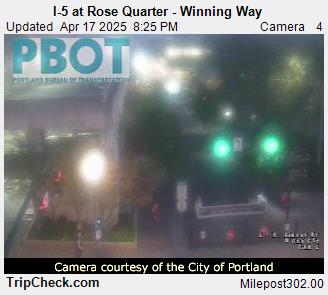 I-5 at Rose Quarter - Winning Way
Updated Apr 17 2025 8:25 PM Camera 4
PBOT
PORTLAND BUREAU OF TRANSPORTATION
Camera courtesy of the City of Portland
TripCheck.com Milepost302.00